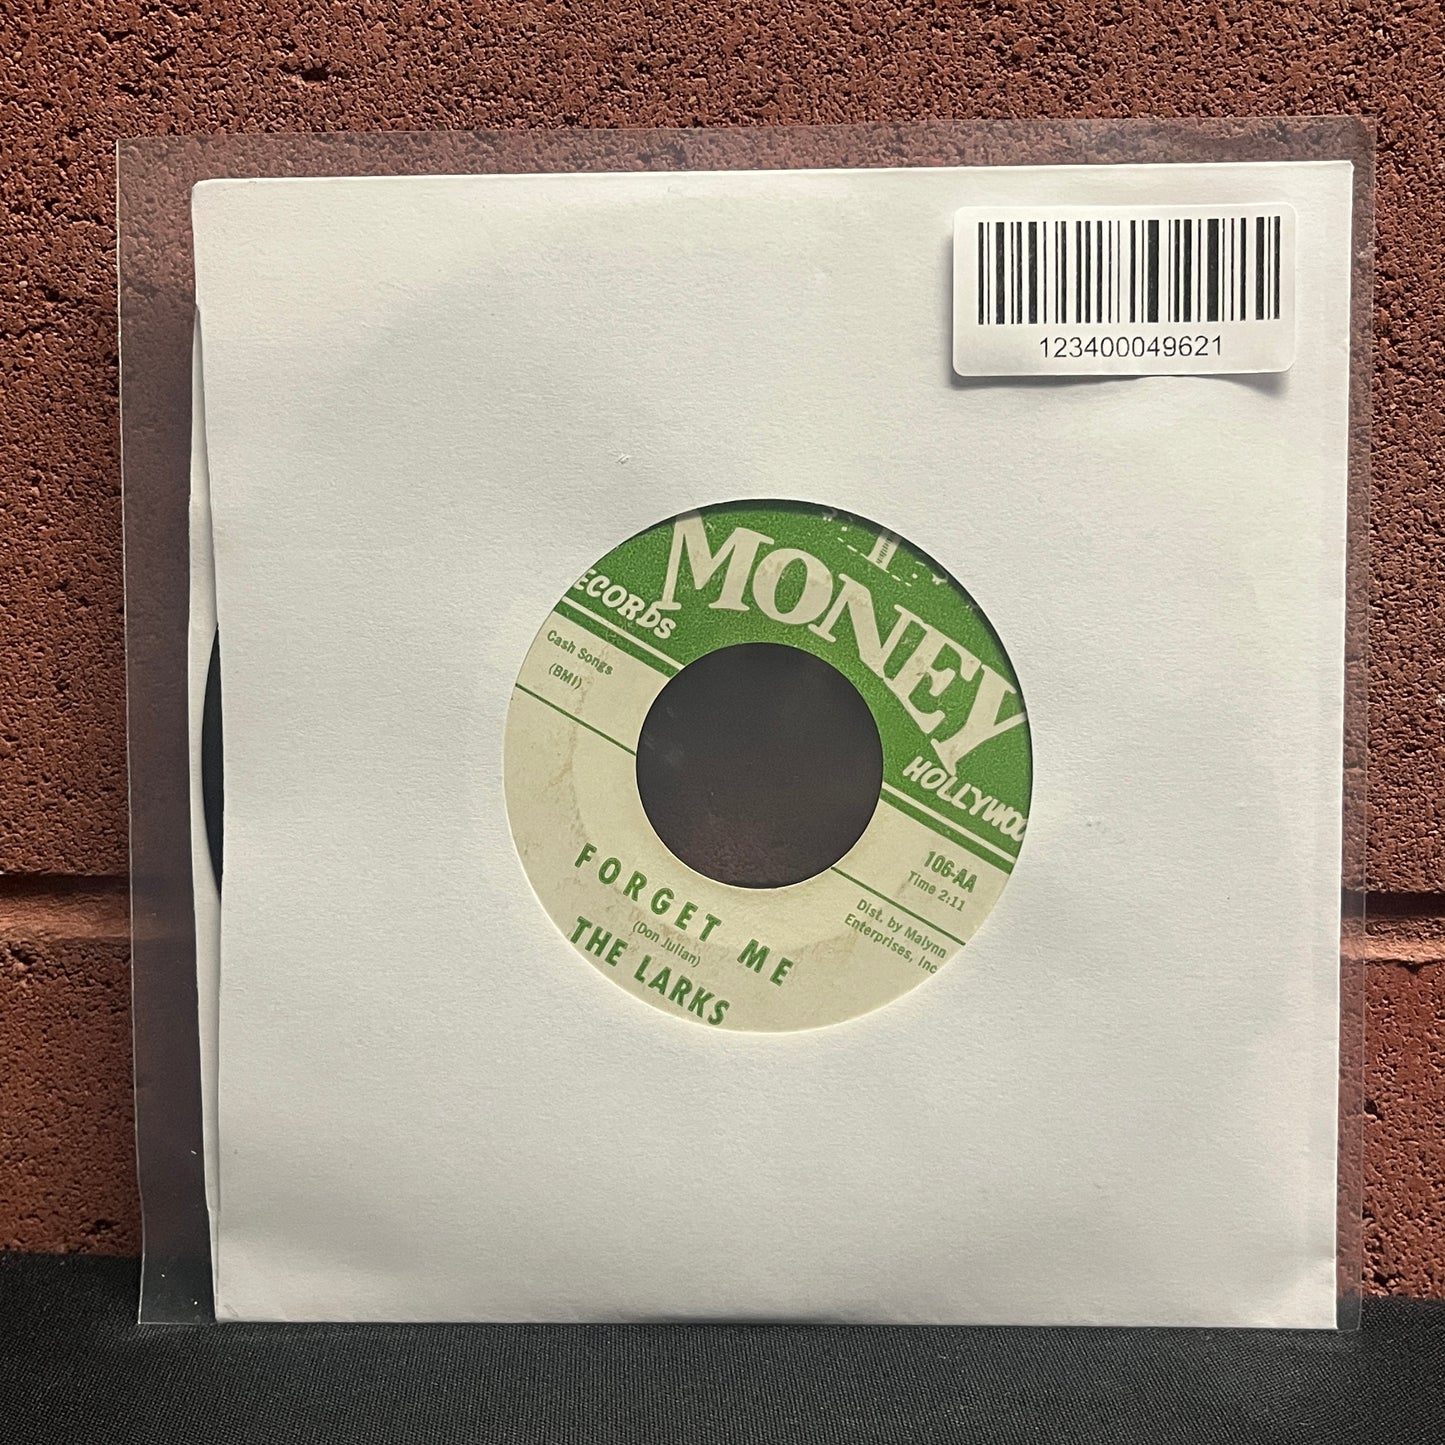 123400049621
MONEY
ECORDS
HOLLYWOO
Cash Songs
(BMI)
106-AA
Time 2:11
Dist. by Malynn
Enterprises, Inc
FORGET ME
(Don Julian)
THE LARKS